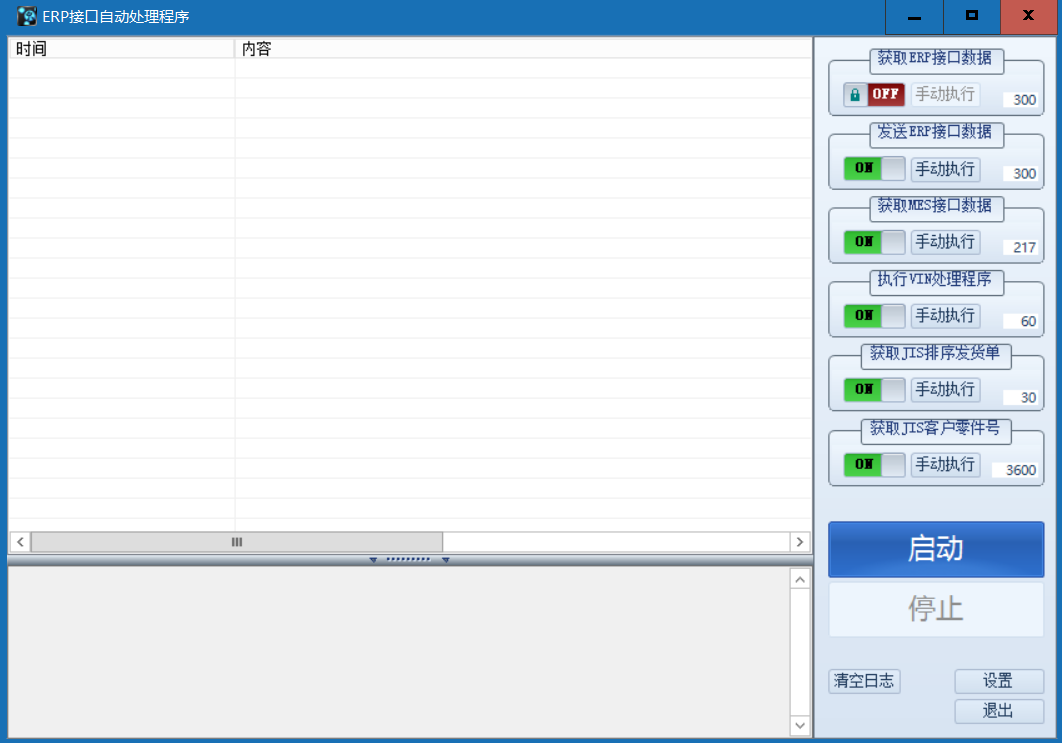 ERP接口自动处理程序
时间 内容
获取ERP接口数据
OFF 手动执行 300
发送ERP接口数据
ON 手动执行 300
获取MES接口数据
ON 手动执行 217
执行VIN处理程序
ON 手动执行 60
获取JIS排序发货单
ON 手动执行 30
获取JIS客户零件号
ON 手动执行 3600
启动
停止
清空日志 设置
退出